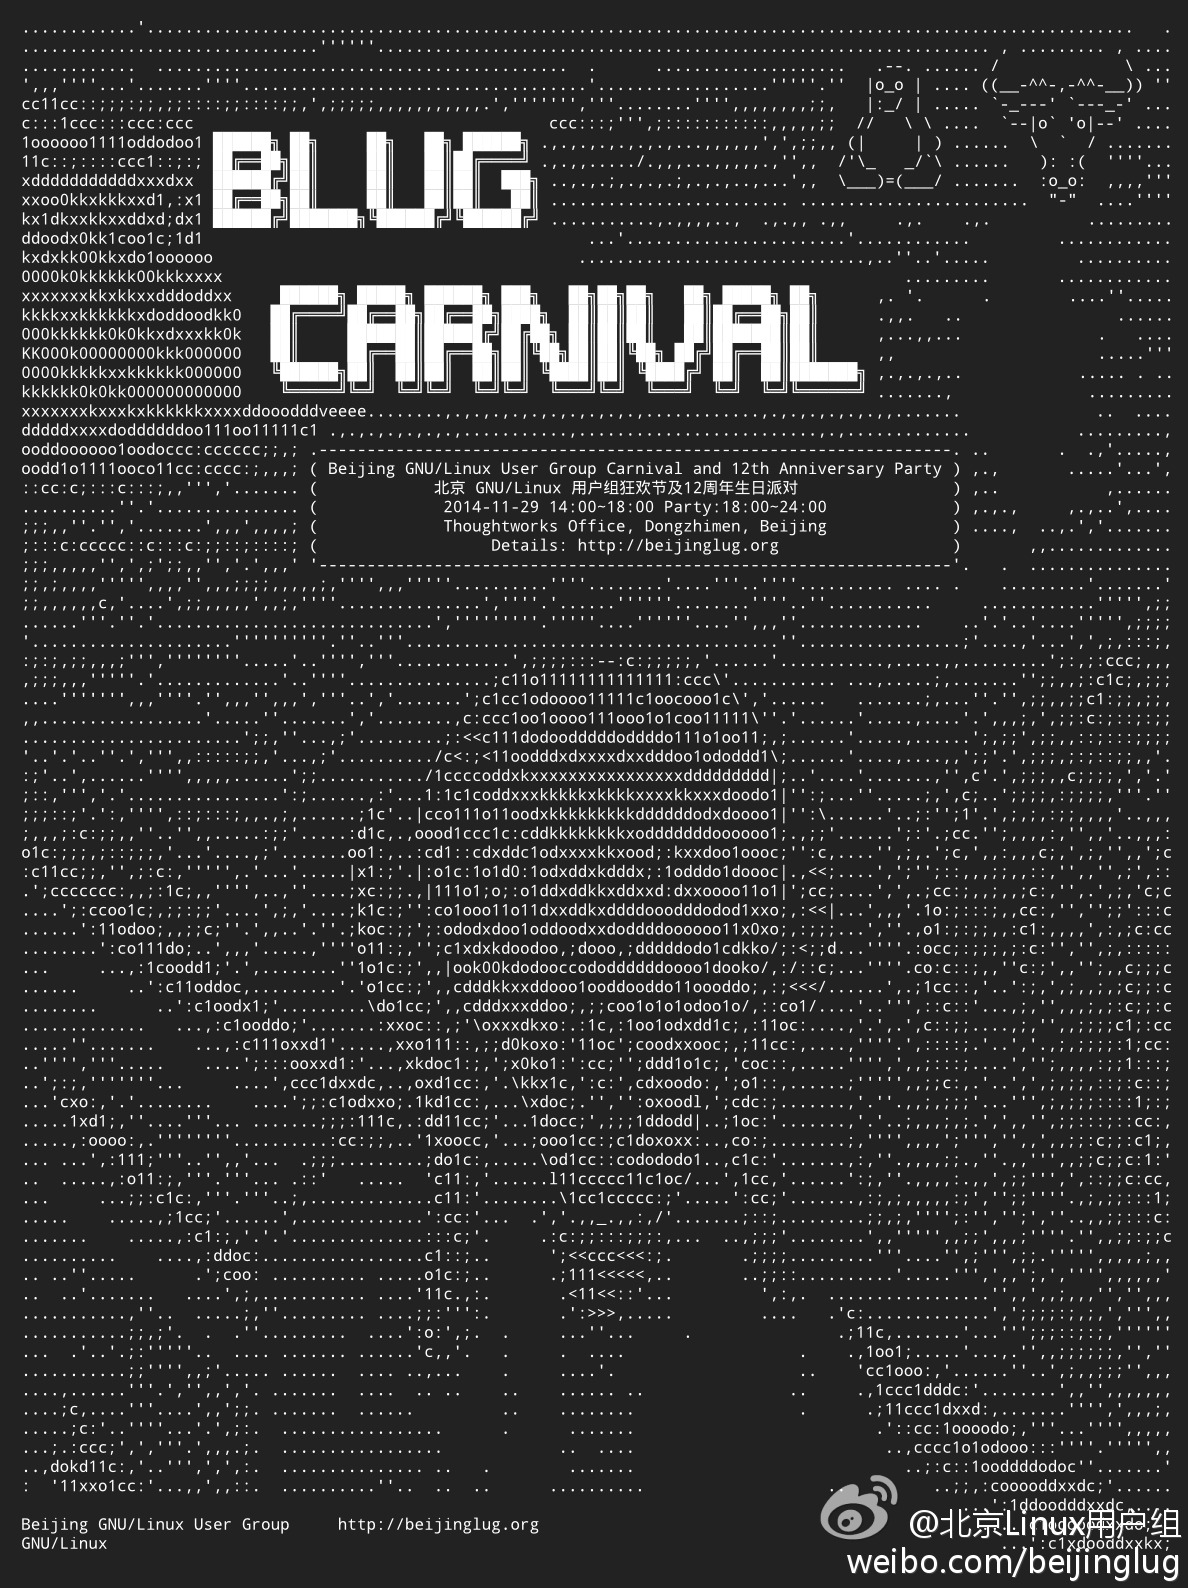 BLUG
CARNIVAL
Beijing GNU/Linux User Group Carnival and 12th Anniversary Party
北京 GNU/Linux 用户组狂欢节及12周年生日派对
2014-11-29 14:00~18:00 Party:18:00~24:00
Thoughtworks Office, Dongzhimen, Beijing
Details: http://beijinglug.org
Beijing GNU/Linux User Group http://beijinglug.org
GNU/Linux
@北京Linux用户组
weibo.com/beijinglug